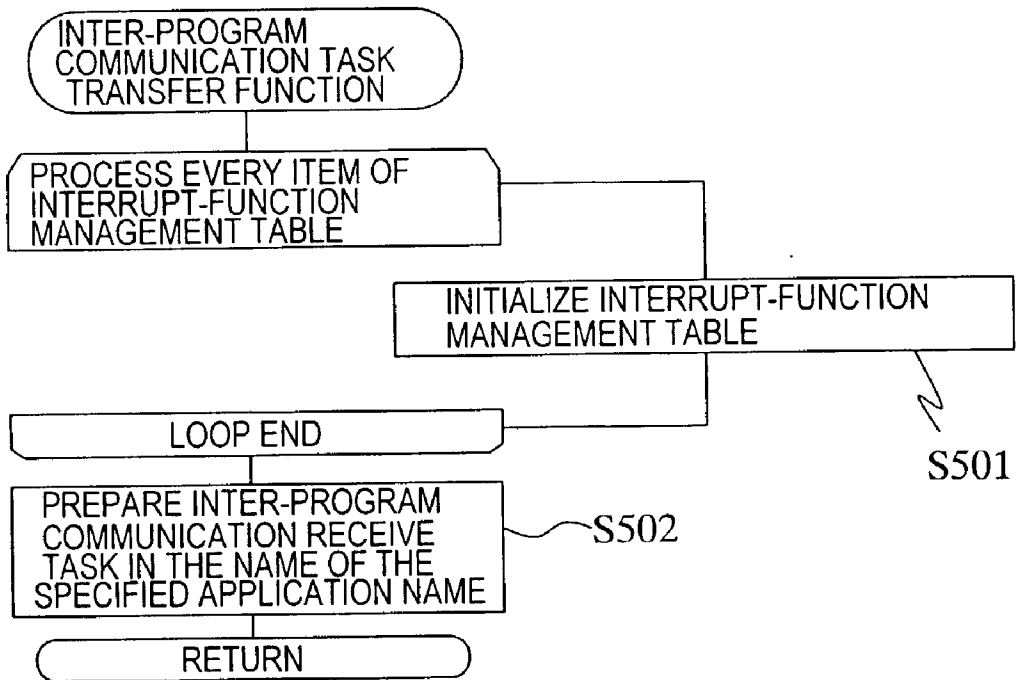 INTER-PROGRAM
COMMUNICATION TASK
TRANSFER FUNCTION
PROCESS EVERY ITEM OF
INTERRUPT-FUNCTION
MANAGEMENT TABLE
INITIALIZE INTERRUPT-FUNCTION
MANAGEMENT TABLE
S501
LOOP END
PREPARE INTER-PROGRAM
COMMUNICATION RECEIVE
TASK IN THE NAME OF THE
SPECIFIED APPLICATION NAME
S502
RETURN